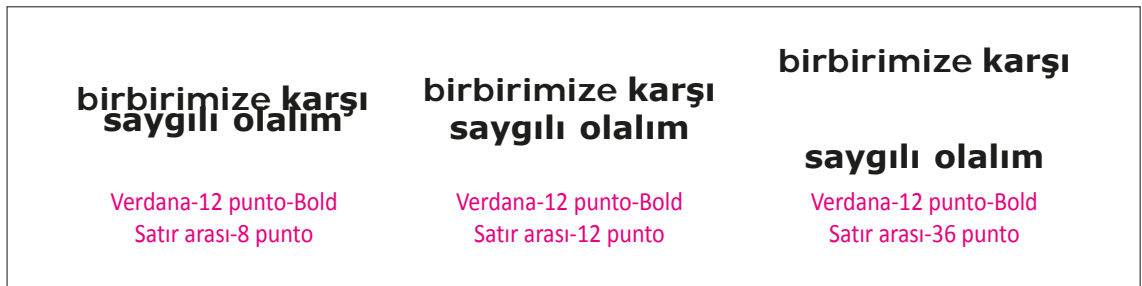 birbirimize karşı
saygılı olalım
Verdana-12 punto-Bold
Satır arası-8 punto
birbirimize karşı
saygılı olalım
Verdana-12 punto-Bold
Satır arası-12 punto
birbirimize karşı
saygılı olalım
Verdana-12 punto-Bold
Satır arası-36 punto